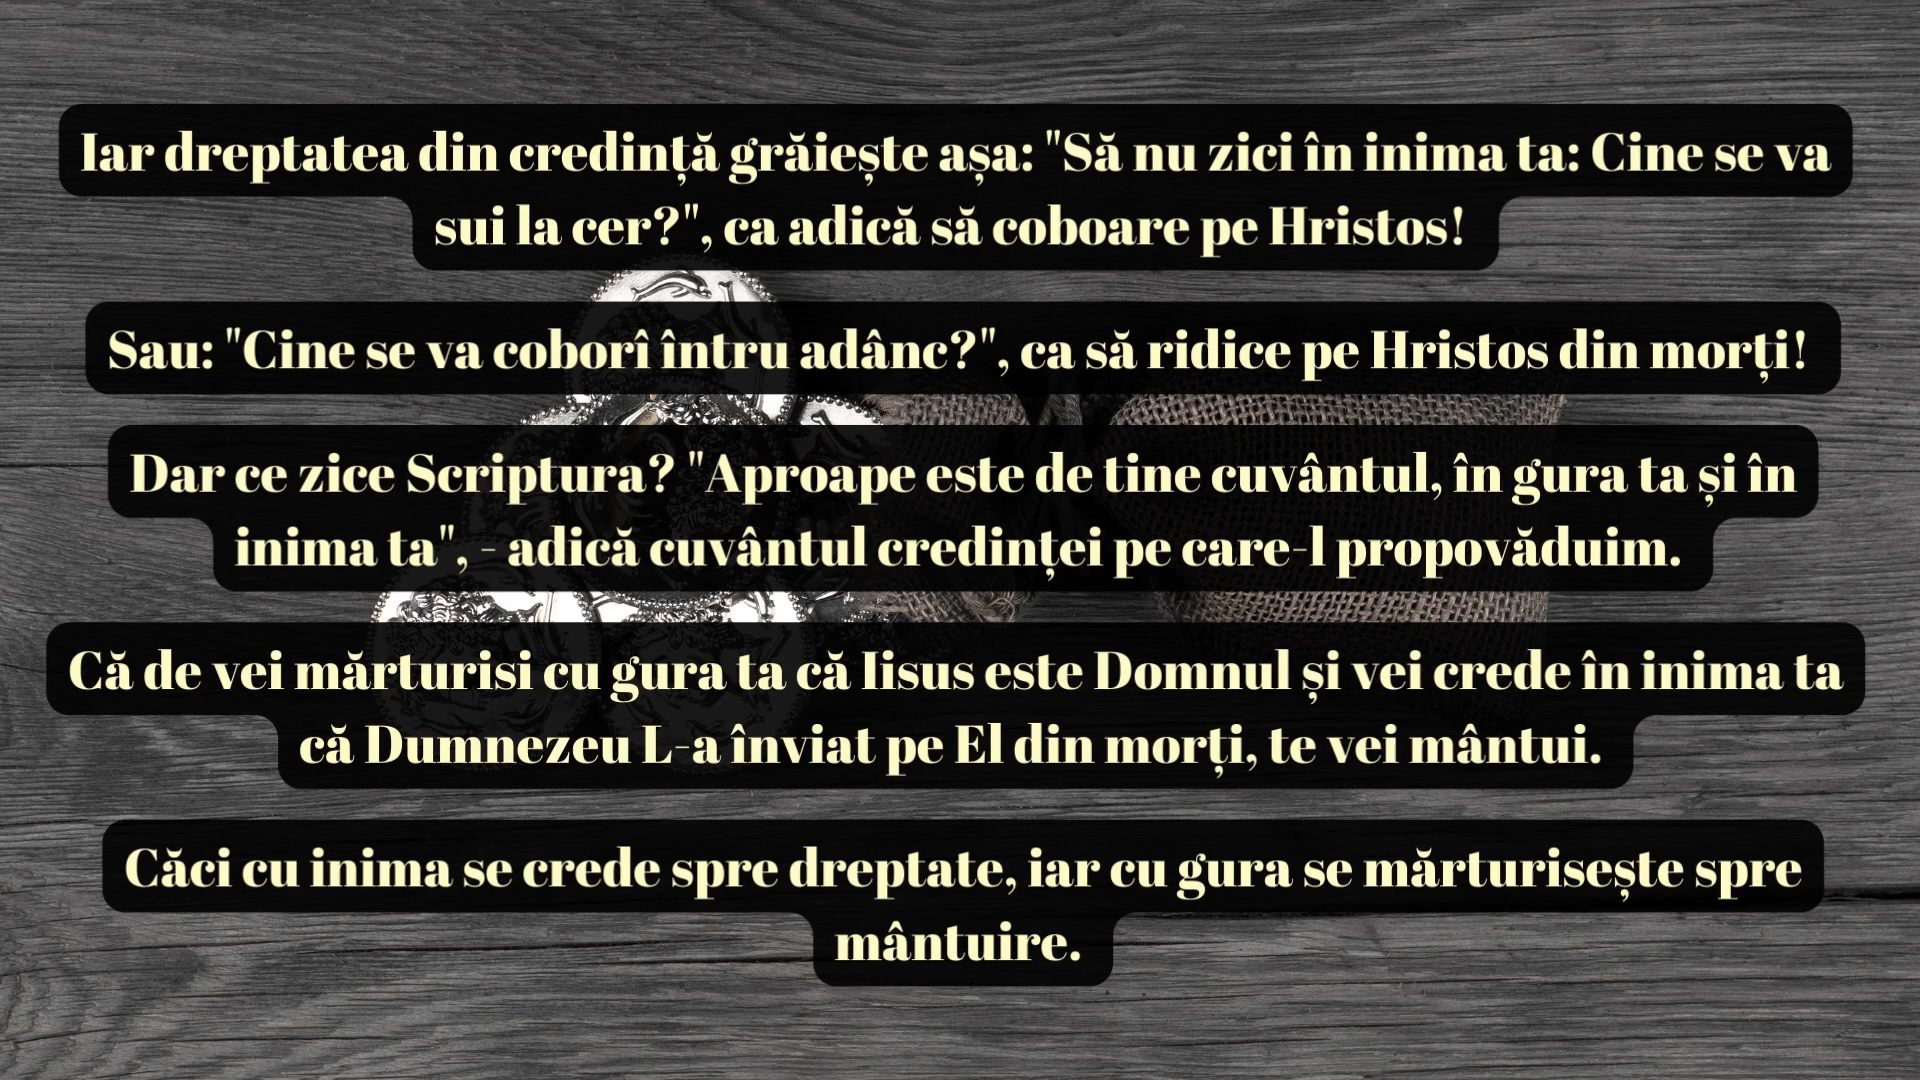 Iar dreptatea din credință grăiește așa: "Să nu zici în inima ta: Cine se va
sui la cer?", ca adică să coboare pe Hristos!
Sau: "Cine se va coborî întru adânc?", ca să ridice pe Hristos din morți!
Dar ce zice Scriptura? "Aproape este de tine cuvântul, în gura ta și în
inima ta", - adică cuvântul credinței pe care-l propovăduim.
Că de vei mărturisi cu gura ta că Iisus este Domnul și vei crede în inima ta
că Dumnezeu L-a înviat pe El din morți, te vei mântui.
Căci cu inima se crede spre dreptate, iar cu gura se mărturisește spre
mântuire.